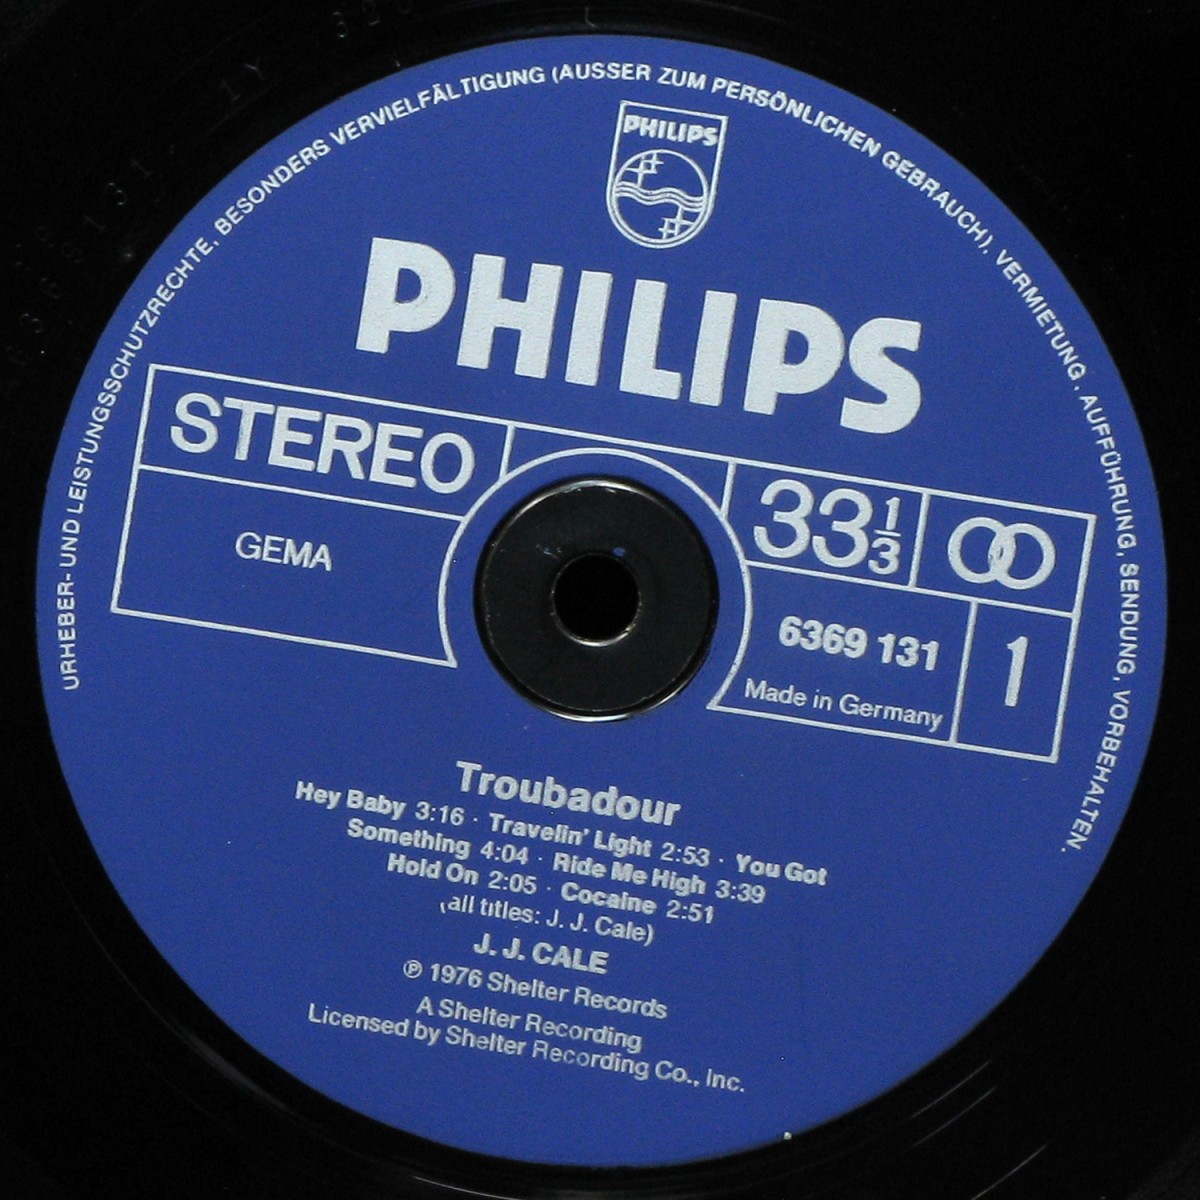 URHEBER- UND LEISTUNGSSCHUTZRECHTE, BESONDERS VERVIELFÄLTIGUNG (AUSSER ZUM PERSÖNLICHEN GEBRAUCH), VERMIETUNG, AUFFÜHRUNG, SENDUNG, VORBEHALTEN.
PHILIPS
PHILIPS
STEREO
33 1/3
GEMA
6369 131
1
Made in Germany
Troubadour
Hey Baby 3:16 · Travelin' Light 2:53 · You Got
Something 4:04 · Ride Me High 3:39
Hold On 2:05 · Cocaine 2:51
(all titles: J. J. Cale)
J. J. CALE
℗ 1976 Shelter Records
A Shelter Recording
Licensed by Shelter Recording Co., Inc.